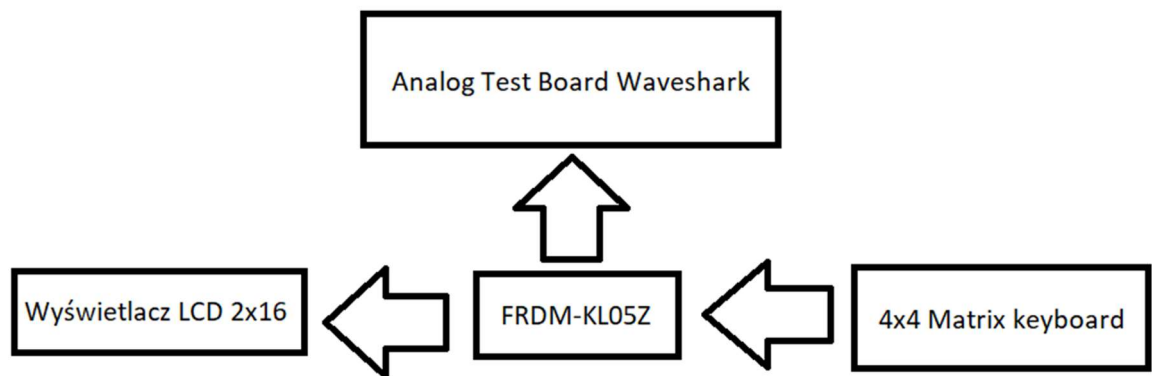 Analog Test Board Waveshark
Wyświetlacz LCD 2x16
FRDM-KL05Z
4x4 Matrix keyboard